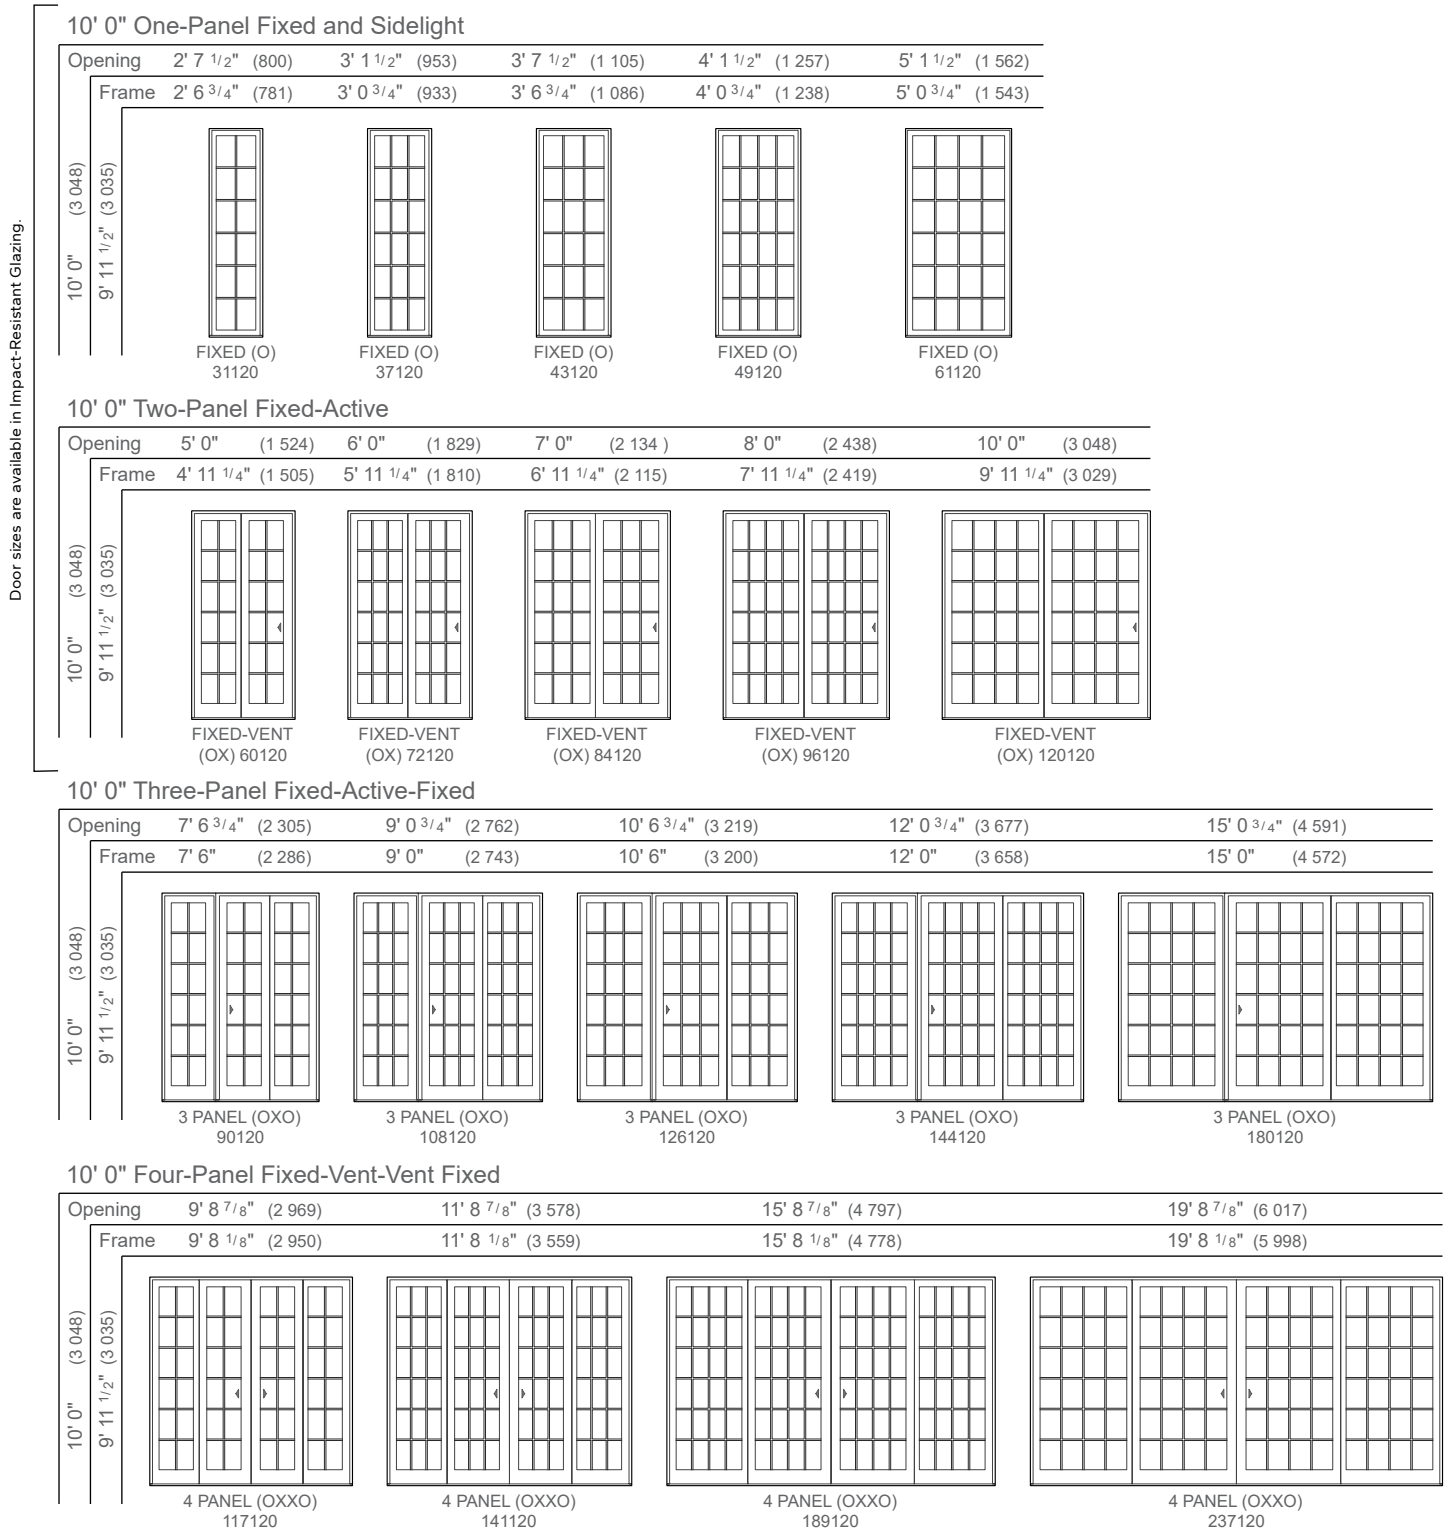 Door sizes are available in Impact-Resistant Glazing.
10' 0" One-Panel Fixed and Sidelight
Opening 2' 7 1/2" (800) 3' 1 1/2" (953) 3' 7 1/2" (1 105) 4' 1 1/2" (1 257) 5' 1 1/2" (1 562)
Frame 2' 6 3/4" (781) 3' 0 3/4" (933) 3' 6 3/4" (1 086) 4' 0 3/4" (1 238) 5' 0 3/4" (1 543)
10' 0" (3 048)
9' 11 1/2" (3 035)
FIXED (O) FIXED (O) FIXED (O) FIXED (O) FIXED (O)
31120 37120 43120 49120 61120
10' 0" Two-Panel Fixed-Active
Opening 5' 0" (1 524) 6' 0" (1 829) 7' 0" (2 134 ) 8' 0" (2 438) 10' 0" (3 048)
Frame 4' 11 1/4" (1 505) 5' 11 1/4" (1 810) 6' 11 1/4" (2 115) 7' 11 1/4" (2 419) 9' 11 1/4" (3 029)
10' 0" (3 048)
9' 11 1/2" (3 035)
FIXED-VENT FIXED-VENT FIXED-VENT FIXED-VENT FIXED-VENT
(OX) 60120 (OX) 72120 (OX) 84120 (OX) 96120 (OX) 120120
10' 0" Three-Panel Fixed-Active-Fixed
Opening 7' 6 3/4" (2 305) 9' 0 3/4" (2 762) 10' 6 3/4" (3 219) 12' 0 3/4" (3 677) 15' 0 3/4" (4 591)
Frame 7' 6" (2 286) 9' 0" (2 743) 10' 6" (3 200) 12' 0" (3 658) 15' 0" (4 572)
10' 0" (3 048)
9' 11 1/2" (3 035)
3 PANEL (OXO) 3 PANEL (OXO) 3 PANEL (OXO) 3 PANEL (OXO) 3 PANEL (OXO)
90120 108120 126120 144120 180120
10' 0" Four-Panel Fixed-Vent-Vent Fixed
Opening 9' 8 7/8" (2 969) 11' 8 7/8" (3 578) 15' 8 7/8" (4 797) 19' 8 7/8" (6 017)
Frame 9' 8 1/8" (2 950) 11' 8 1/8" (3 559) 15' 8 1/8" (4 778) 19' 8 1/8" (5 998)
10' 0" (3 048)
9' 11 1/2" (3 035)
4 PANEL (OXXO) 4 PANEL (OXXO) 4 PANEL (OXXO) 4 PANEL (OXXO)
117120 141120 189120 237120